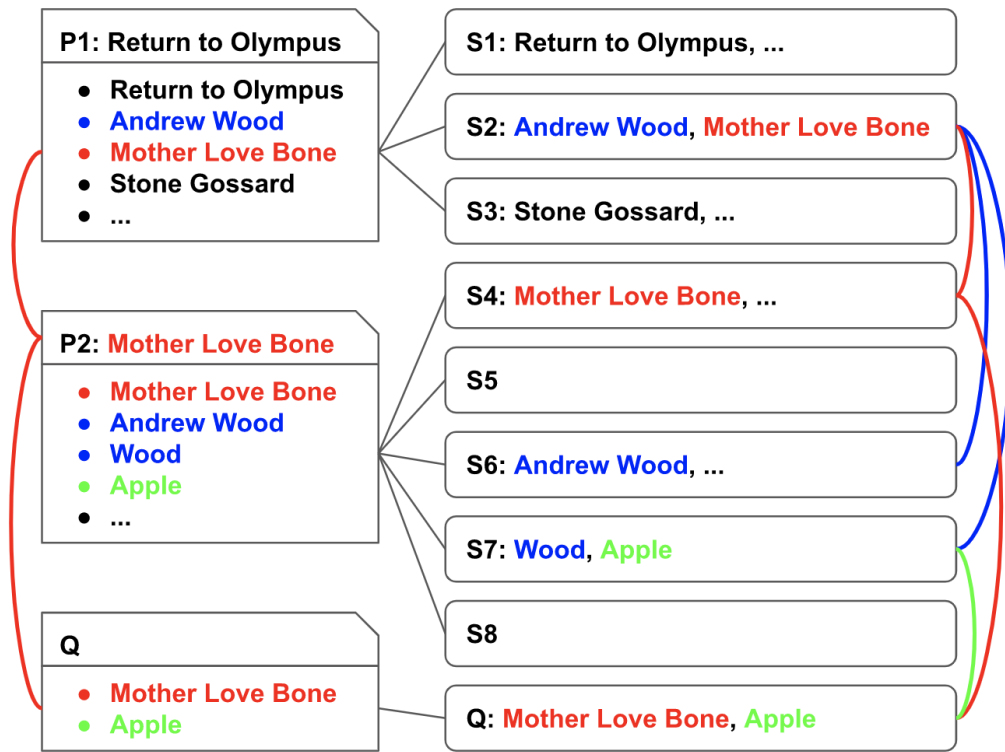 P1: Return to Olympus
● Return to Olympus
● Andrew Wood
● Mother Love Bone
● Stone Gossard
● ...
P2: Mother Love Bone
● Mother Love Bone
● Andrew Wood
● Wood
● Apple
● ...
Q
● Mother Love Bone
● Apple
S1: Return to Olympus, ...
S2: Andrew Wood, Mother Love Bone
S3: Stone Gossard, ...
S4: Mother Love Bone, ...
S5
S6: Andrew Wood, ...
S7: Wood, Apple
S8
Q: Mother Love Bone, Apple